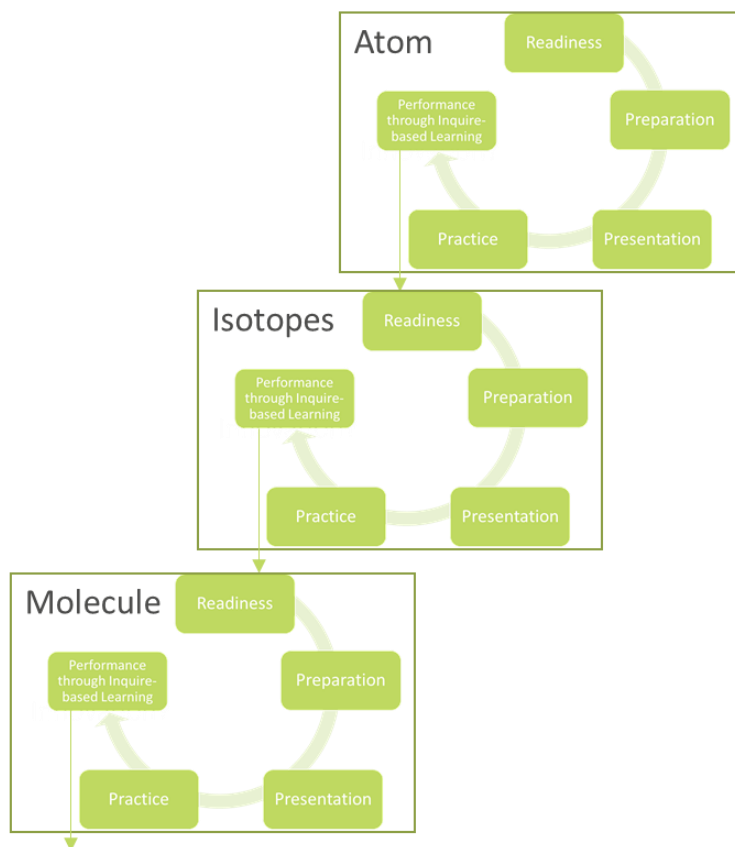 Atom
Readiness
Performance
through Inquire-
based Learning
Preparation
Practice
Presentation
Isotopes
Readiness
Performance
through Inquire-
based Learning
Preparation
Practice
Presentation
Molecule
Readiness
Performance
through Inquire-
based Learning
Preparation
Practice
Presentation